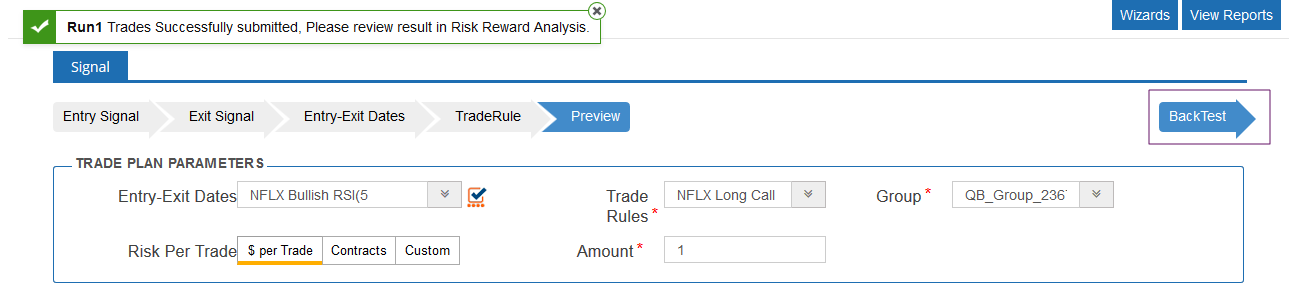 Run1 Trades Successfully submitted, Please review result in Risk Reward Analysis.
Wizards
View Reports
Signal
Entry Signal
Exit Signal
Entry-Exit Dates
TradeRule
Preview
BackTest
TRADE PLAN PARAMETERS
Entry-Exit Dates
NFLX Bullish RSI(5
Trade
Rules *
NFLX Long Call
Group *
QB_Group_236
Risk Per Trade
$ per Trade
Contracts
Custom
Amount *
1